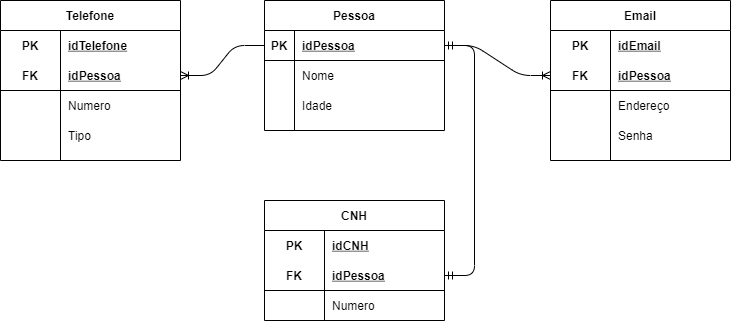 Telefone
PK idTelefone
FK idPessoa
Numero
Tipo
Pessoa
PK idPessoa
Nome
Idade
Email
PK idEmail
FK idPessoa
Endereço
Senha
CNH
PK idCNH
FK idPessoa
Numero